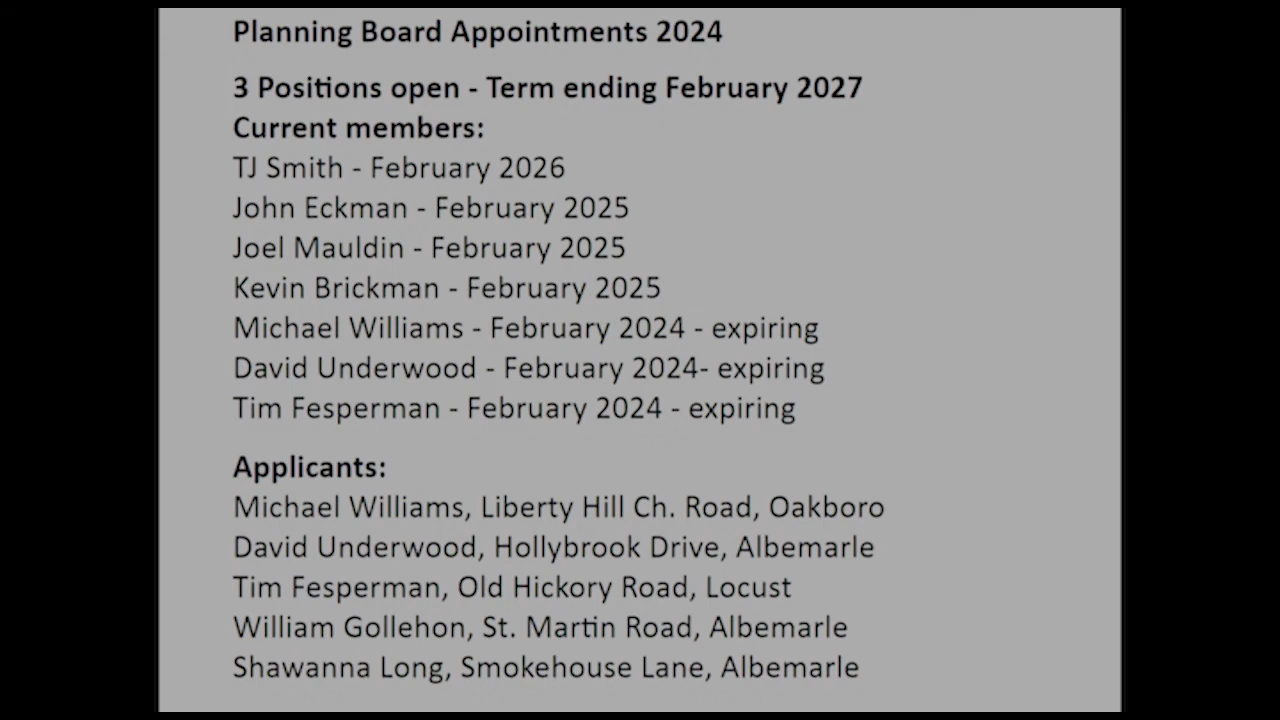 Planning Board Appointments 2024
3 Positions open - Term ending February 2027
Current members:
TJ Smith - February 2026
John Eckman - February 2025
Joel Mauldin - February 2025
Kevin Brickman - February 2025
Michael Williams - February 2024 - expiring
David Underwood - February 2024- expiring
Tim Fesperman - February 2024 - expiring
Applicants:
Michael Williams, Liberty Hill Ch. Road, Oakboro
David Underwood, Hollybrook Drive, Albemarle
Tim Fesperman, Old Hickory Road, Locust
William Gollehon, St. Martin Road, Albemarle
Shawanna Long, Smokehouse Lane, Albemarle